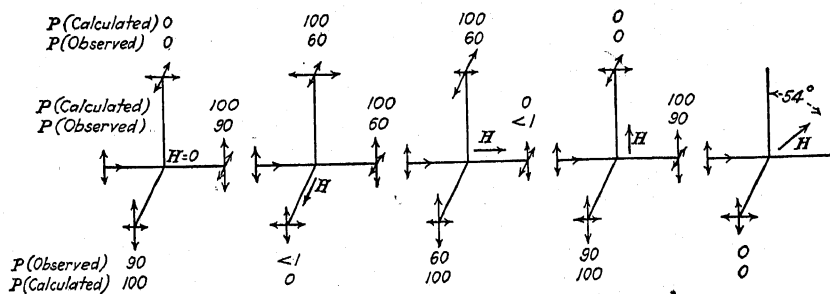 P(Calculated) 0 100 100 0
P(Observed) 0 60 60 0
54°
P(Calculated) 100 100 0 100
P(Observed) 90 60 <1 90
H=0 H H H H
P(Observed) 90 <1 60 90 0
P(Calculated) 100 0 100 100 0